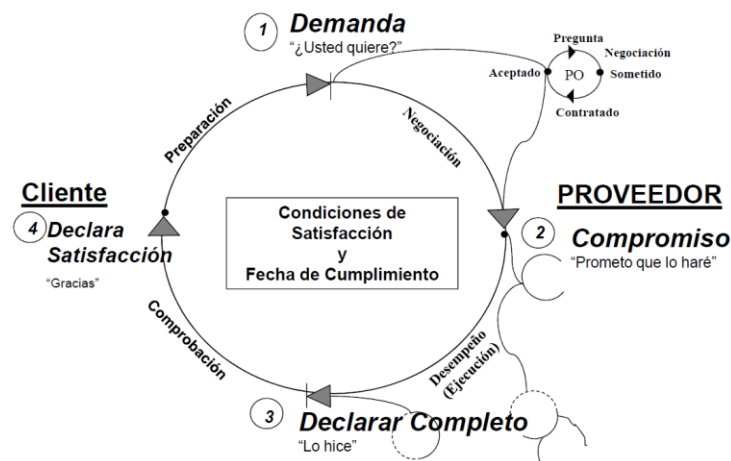 1
Demanda
“¿Usted quiere?”
Pregunta
Negociación
Aceptado
PO
Sometido
Contratado
Preparación
Negociación
Cliente
4
Declara
Satisfacción
“Gracias”
Condiciones de
Satisfacción
y
Fecha de Cumplimiento
PROVEEDOR
2
Compromiso
“Prometo que lo haré”
Comprobación
Desempeño
(Ejecución)
3
Declarar Completo
“Lo hice”